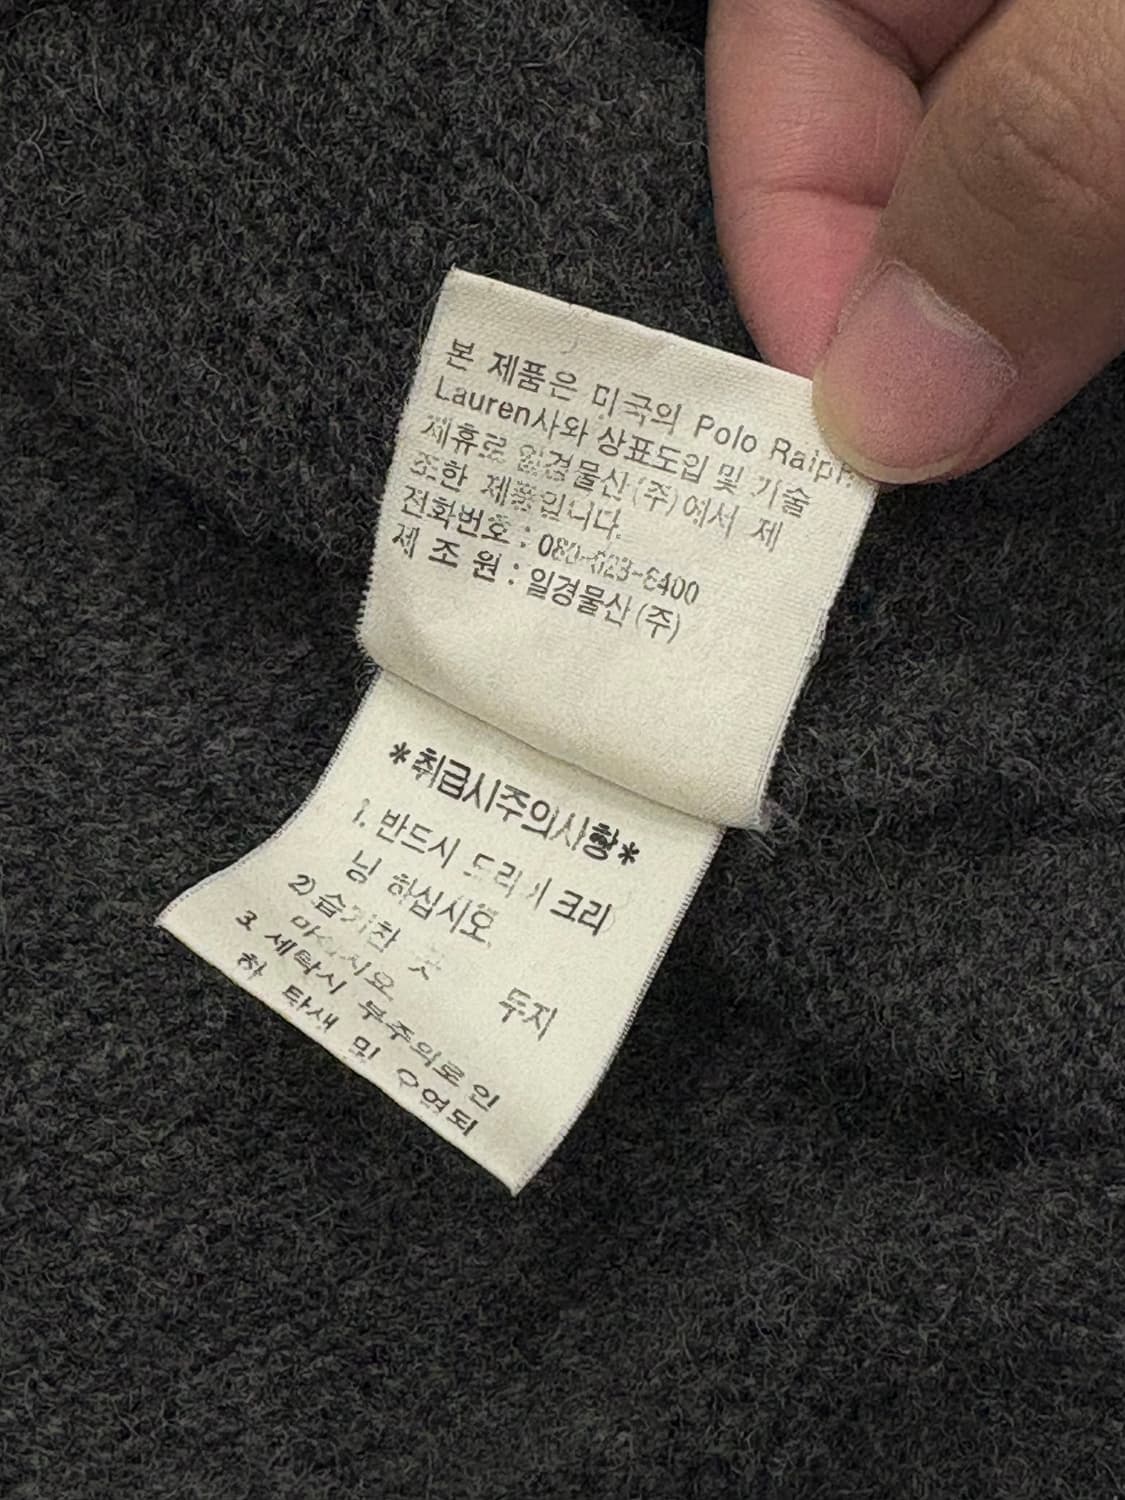 본 제품은 미국의 Polo Ralph
Lauren사와 상표도입 및 기술
제휴로 일경물산(주)에서 제
조한 제품입니다.
전화번호 : 080-023-8400
제 조 원 : 일경물산(주)
*취급시주의사항*
1. 반드시 드라이 크리
닝 하십시오.
2) 습기찬 곳 두지
마십시요
3. 세탁시 부주의로 인
한 탈색 및 오염되